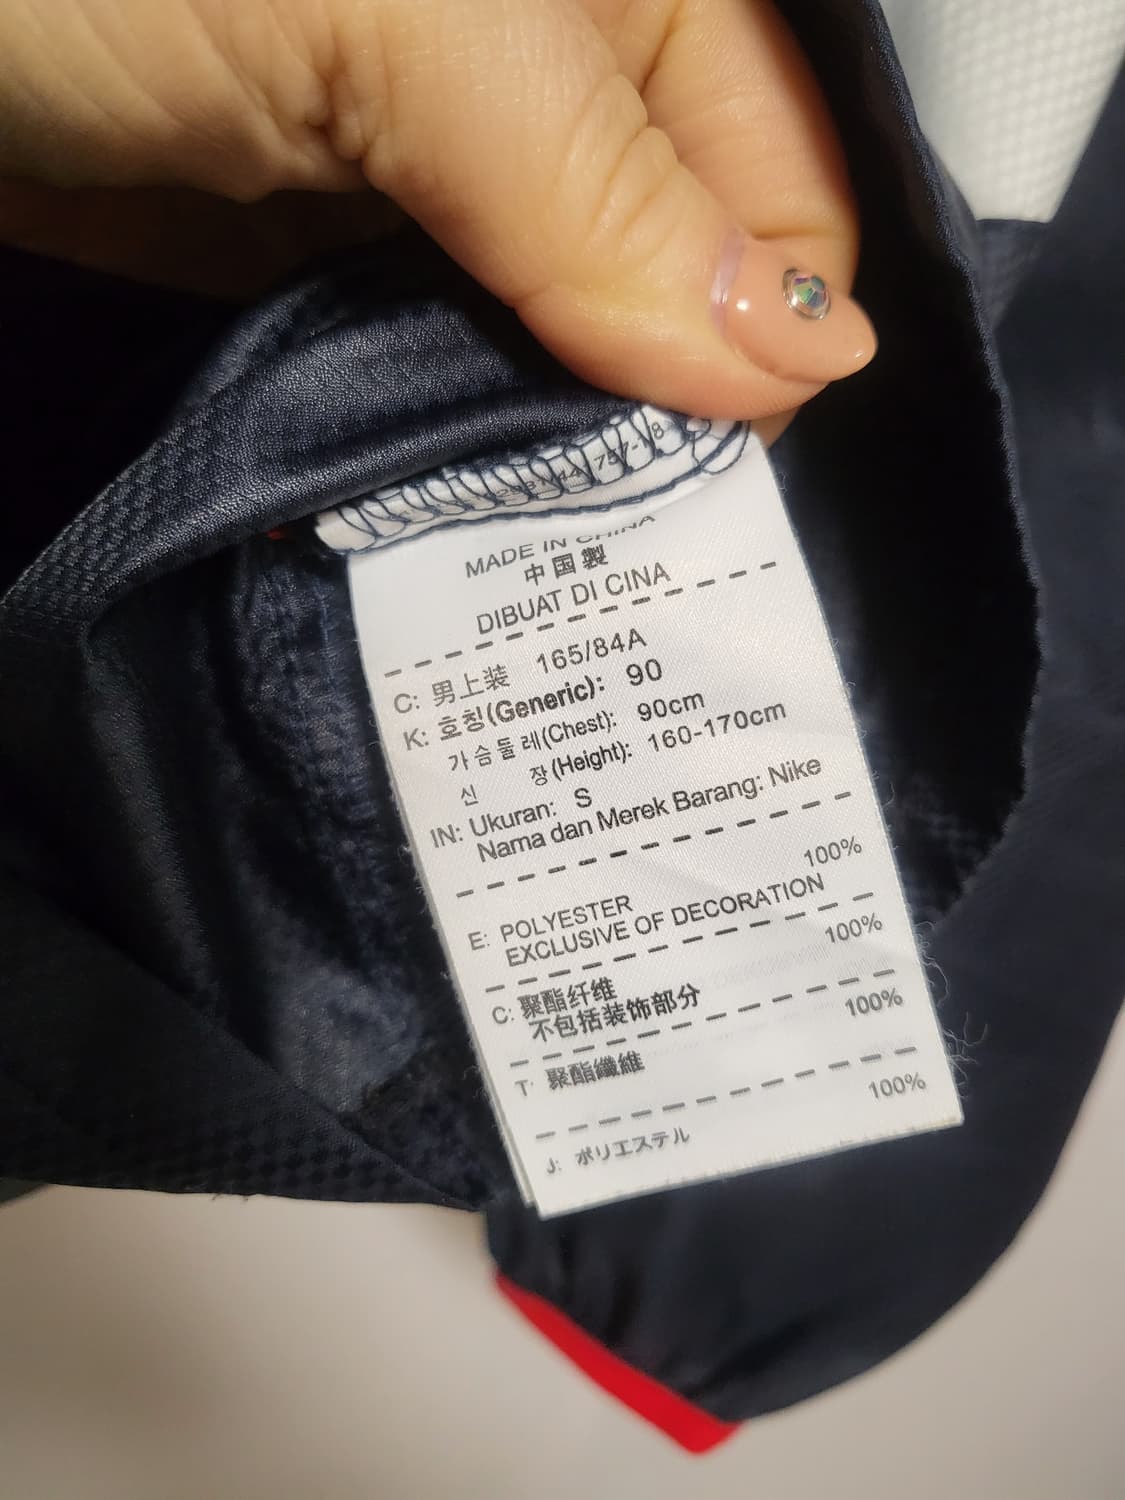 MADE IN CHINA
中国製
DIBUAT DI CINA
C: 男上装 165/84A
K: 호칭(Generic): 90
가슴둘레(Chest): 90cm
신 장(Height): 160-170cm
IN: Ukuran: S
Nama dan Merek Barang: Nike
100%
E: POLYESTER
EXCLUSIVE OF DECORATION
100%
C: 聚酯纤维
不包括装饰部分
100%
T: 聚酯纖維
100%
J: ポリエステル